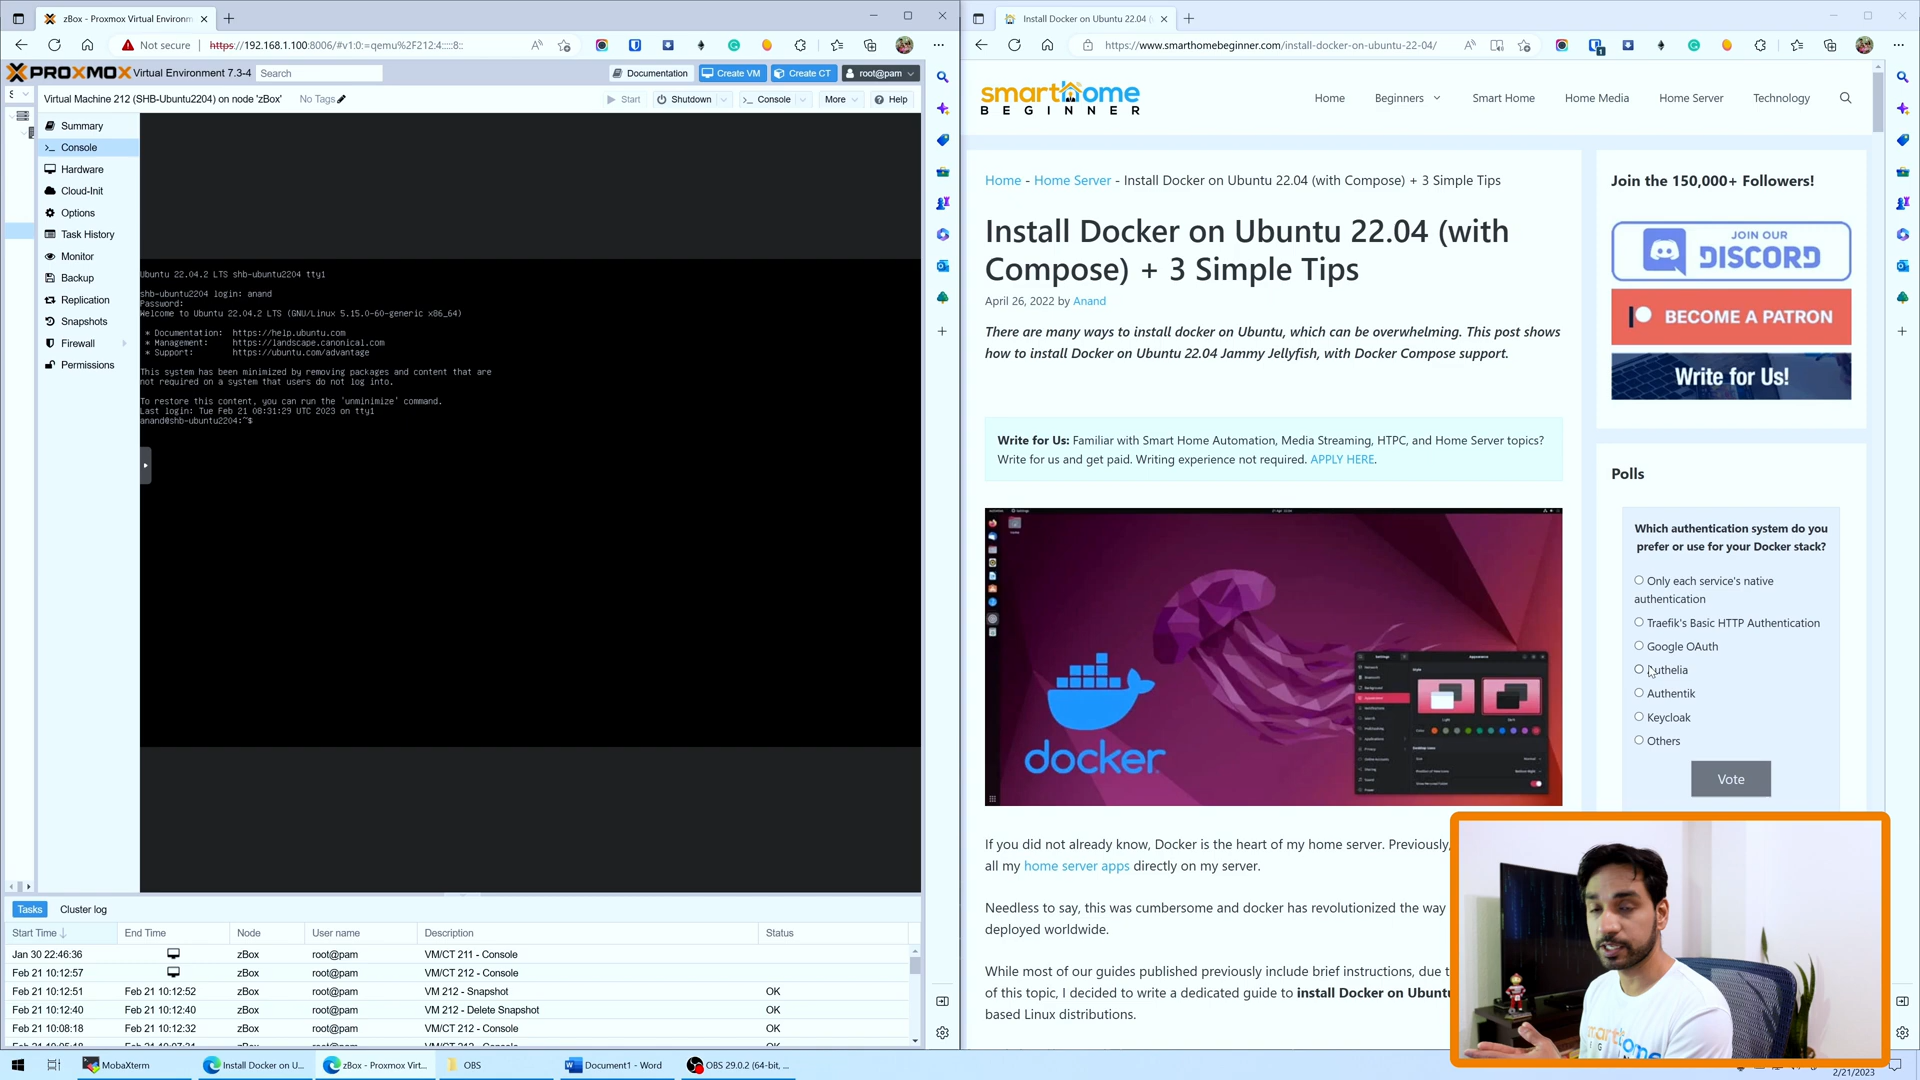 zBox - Proxmox Virtual Environm
Not secure
https://192.168.1.100:8006/#v1:0:=qemu%2F212:4:::::8::
PROXMOX Virtual Environment 7.3-4
Search
Documentation
Create VM
Create CT
root@pam
Virtual Machine 212 (SHB-Ubuntu2204) on node 'zBox'
No Tags
Start
Shutdown
Console
More
Help
Summary
Console
Hardware
Cloud-Init
Options
Task History
Monitor
Backup
Replication
Snapshots
Firewall
Permissions
Ubuntu 22.04.2 LTS shb-ubuntu2204 tty1
shb-ubuntu2204 login: anand
Password:
Welcome to Ubuntu 22.04.2 LTS (GNU/Linux 5.15.0-60-generic x86_64)
* Documentation: https://help.ubuntu.com
* Management: https://landscape.canonical.com
* Support: https://ubuntu.com/advantage
This system has been minimized by removing packages and content that are
not required on a system that users do not log into.
To restore this content, you can run the 'unminimize' command.
Last login: Tue Feb 21 08:31:29 UTC 2023 on tty1
anand@shb-ubuntu2204:~$
Tasks
Cluster log
Start Time End Time Node User name Description Status
Jan 30 22:46:36 zBox root@pam VM/CT 211 - Console
Feb 21 10:12:57 zBox root@pam VM/CT 212 - Console
Feb 21 10:12:51 Feb 21 10:12:52 zBox root@pam VM 212 - Snapshot OK
Feb 21 10:12:40 Feb 21 10:12:40 zBox root@pam VM 212 - Delete Snapshot OK
Feb 21 10:08:18 Feb 21 10:12:32 zBox root@pam VM/CT 212 - Console OK
Install Docker on Ubuntu 22.04 (
https://www.smarthomebeginner.com/install-docker-on-ubuntu-22-04/
smarthome
BEGINNER
Home
Beginners
Smart Home
Home Media
Home Server
Technology
Home - Home Server - Install Docker on Ubuntu 22.04 (with Compose) + 3 Simple Tips
Install Docker on Ubuntu 22.04 (with
Compose) + 3 Simple Tips
April 26, 2022 by Anand
There are many ways to install docker on Ubuntu, which can be overwhelming. This post shows
how to install Docker on Ubuntu 22.04 Jammy Jellyfish, with Docker Compose support.
Write for Us: Familiar with Smart Home Automation, Media Streaming, HTPC, and Home Server topics?
Write for us and get paid. Writing experience not required. APPLY HERE.
docker
If you did not already know, Docker is the heart of my home server. Previously,
all my home server apps directly on my server.
Needless to say, this was cumbersome and docker has revolutionized the way
deployed worldwide.
While most of our guides published previously include brief instructions, due t
of this topic, I decided to write a dedicated guide to install Docker on Ubuntu
based Linux distributions.
Join the 150,000+ Followers!
JOIN OUR
DISCORD
BECOME A PATRON
Write for Us!
Polls
Which authentication system do you
prefer or use for your Docker stack?
Only each service's native
authentication
Traefik's Basic HTTP Authentication
Google OAuth
Authelia
Authentik
Keycloak
Others
Vote
MobaXterm
Install Docker on U...
zBox - Proxmox Virt...
OBS
Document1 - Word
OBS 29.0.2 (64-bit, ...
2/21/2023